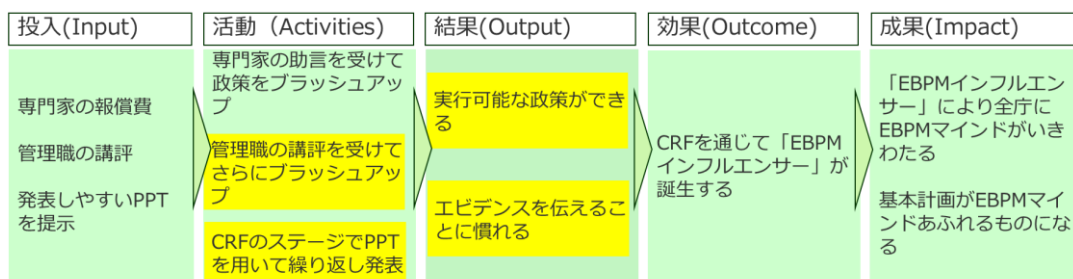 投入(Input)
専門家の報償費
管理職の講評
発表しやすいPPT
を提示
活動（Activities)
専門家の助言を受けて
政策をブラッシュアッ
プ
管理職の講評を受けて
さらにブラッシュアッ
プ
CRFのステージでPPT
を用いて繰り返し発表
結果(Output)
実行可能な政策ができ
る
エビデンスを伝えるこ
とに慣れる
効果(Outcome)
CRFを通じて「EBPM
インフルエンサー」が
誕生する
成果(Impact)
「EBPMインフルエン
サー」により全庁に
EBPMマインドがいき
わたる
基本計画がEBPMマイ
ンドあふれるものにな
る